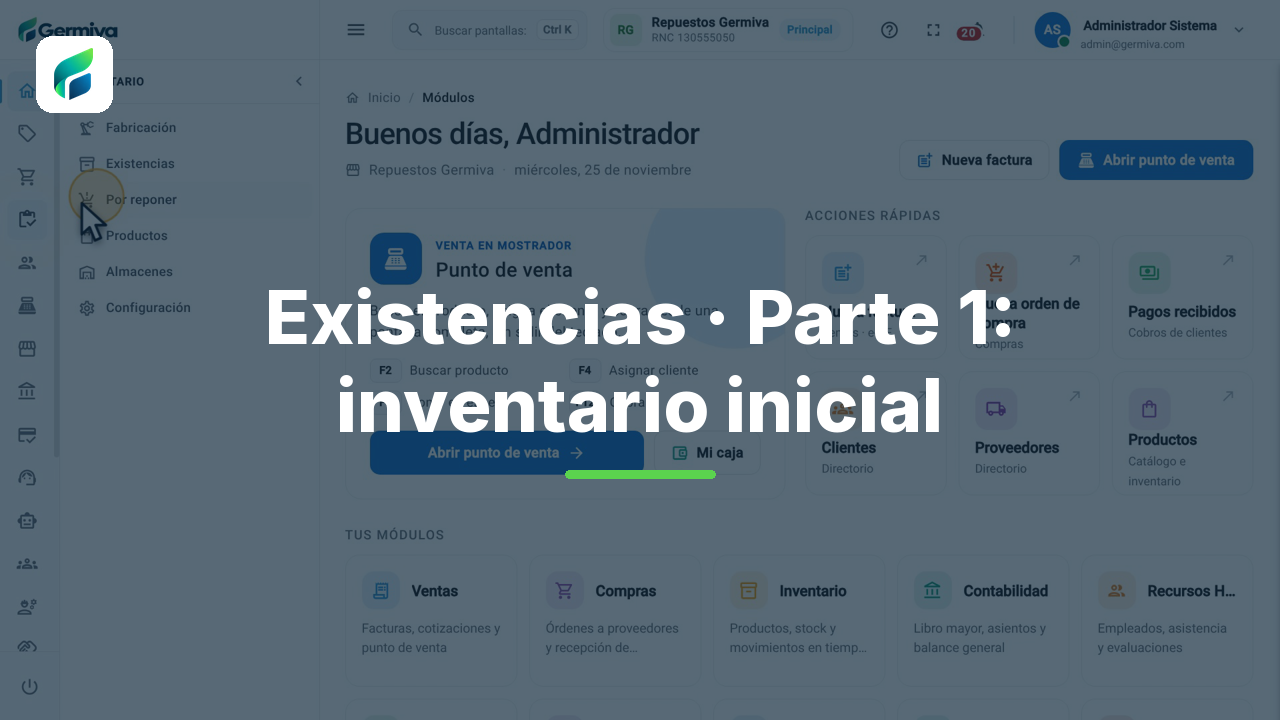 Germiva
Buscar pantallas:
Ctrl K
RG
Repuestos Germiva
RNC 130555050
Principal
20
AS
Administrador Sistema
admin@germiva.com
TARIO
Fabricación
Existencias
Por reponer
Productos
Almacenes
Configuración
Inicio / Módulos
Buenos días, Administrador
Repuestos Germiva · miércoles, 25 de noviembre
Nueva factura
Abrir punto de venta
VENTA EN MOSTRADOR
Punto de venta
F2 Buscar producto
F4 Asignar cliente
Abrir punto de venta
Mi caja
ACCIONES RÁPIDAS
Compras
Pagos recibidos
Cobros de clientes
Clientes
Directorio
Proveedores
Directorio
Productos
Catálogo e
inventario
Existencias · Parte 1:
inventario inicial
TUS MÓDULOS
Ventas
Facturas, cotizaciones y
punto de venta
Compras
Órdenes a proveedores
y recepción de…
Inventario
Productos, stock y
movimientos en tiemp…
Contabilidad
Libro mayor, asientos y
balance general
Recursos H…
Empleados, asistencia
y evaluaciones